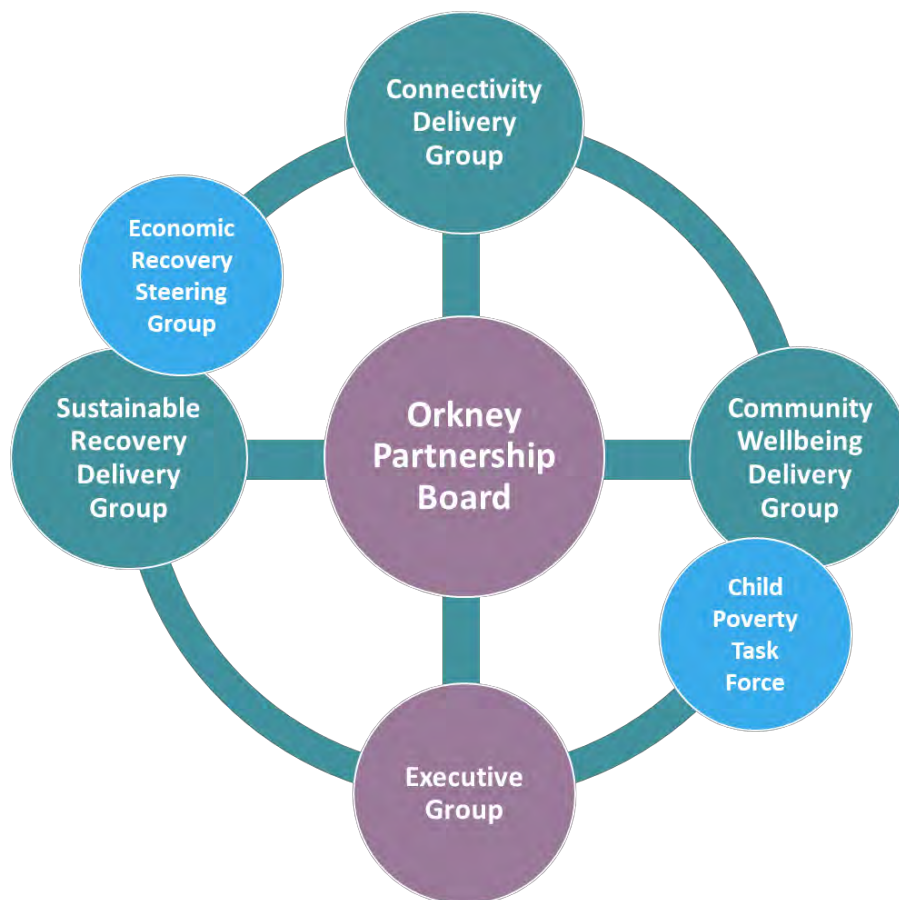 Connectivity
Delivery
Group
Economic
Recovery
Steering
Group
Sustainable
Recovery
Delivery
Group
Orkney
Partnership
Board
Community
Wellbeing
Delivery
Group
Child
Poverty
Task
Force
Executive
Group